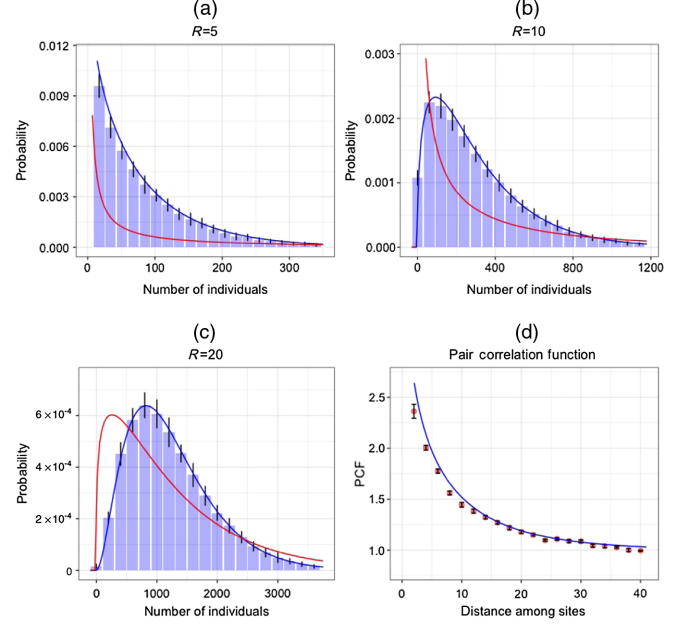 (a)
R=5
0.012
0.009
0.006
0.003
0.000
Probability
0
100
200
300
Number of individuals
(b)
R=10
0.003
0.002
0.001
0.000
Probability
0
400
800
1200
Number of individuals
(c)
R=20
6×10⁻⁴
4×10⁻⁴
2×10⁻⁴
0
Probability
0
1000
2000
3000
Number of individuals
(d)
Pair correlation function
2.5
2.0
1.5
1.0
PCF
0
10
20
30
40
Distance among sites